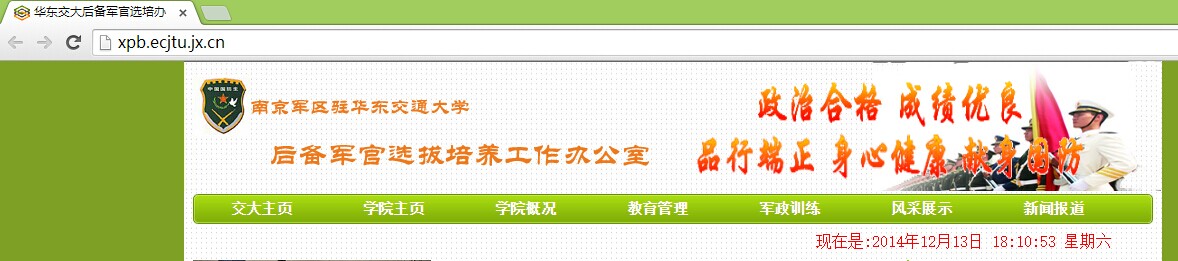 华东交大后备军官选培办
xpb.ecjtu.jx.cn
中国国防生
南京军区驻华东交通大学
后备军官选拔培养工作办公室
政治合格 成绩优良
品行端正 身心健康 献身国防
交大主页 学院主页 学院概况 教育管理 军政训练 风采展示 新闻报道
现在是:2014年12月13日 18:10:53 星期六